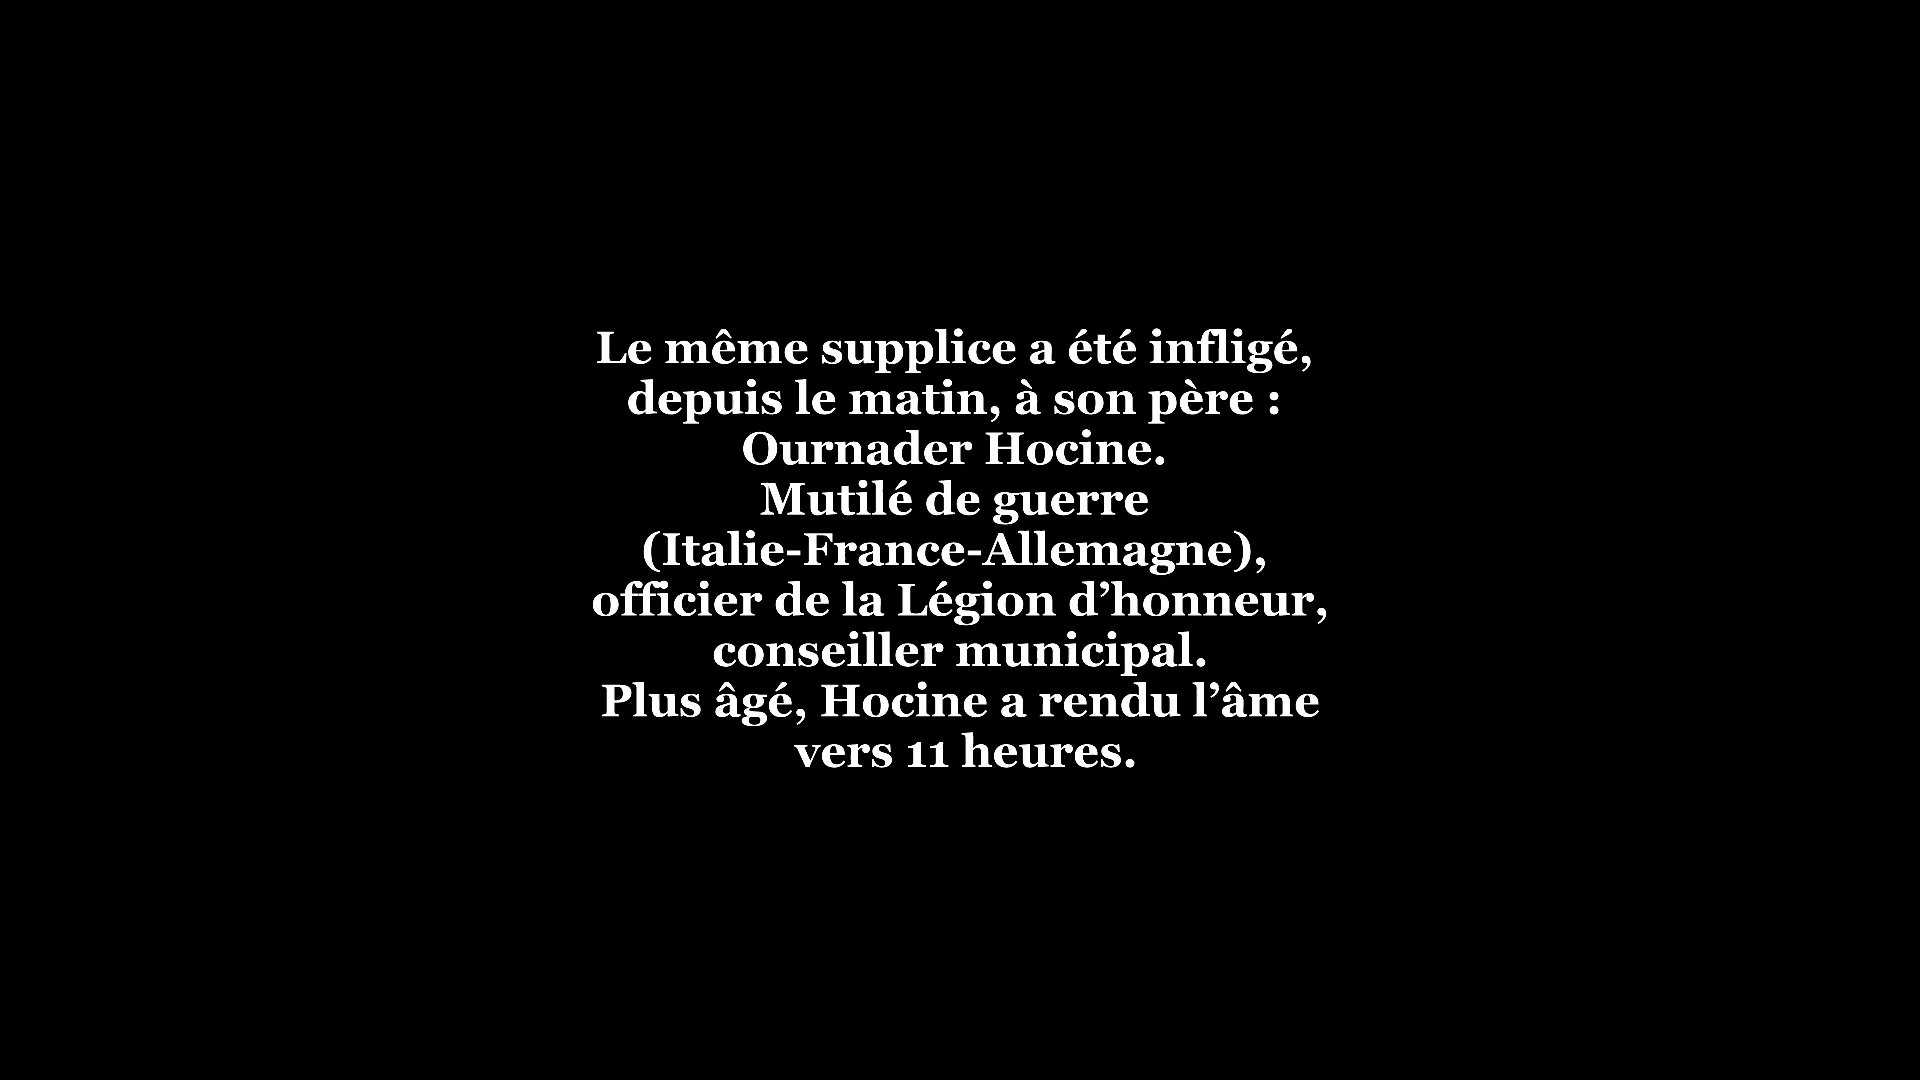 Le même supplice a été infligé,
depuis le matin, à son père :
Ournader Hocine.
Mutilé de guerre
(Italie-France-Allemagne),
officier de la Légion d’honneur,
conseiller municipal.
Plus âgé, Hocine a rendu l’âme
vers 11 heures.